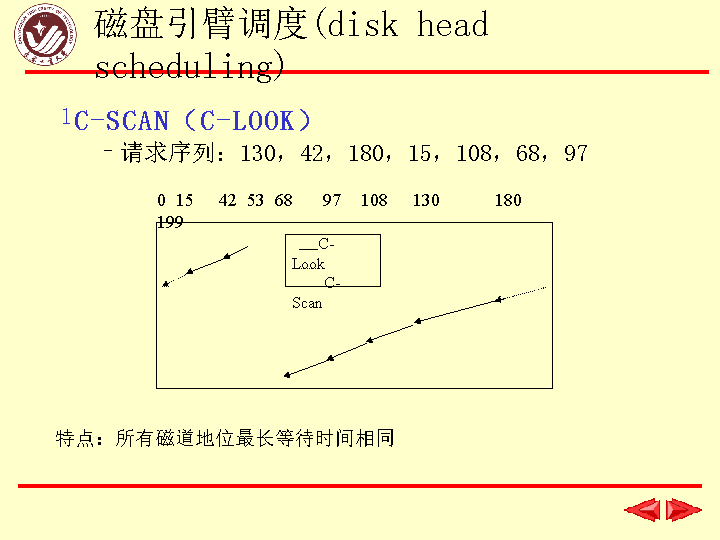 磁盘引臂调度(disk head
scheduling)
1C-SCAN（C-LOOK）
–请求序列：130，42，180，15，108，68，97
0 15 42 53 68 97 108 130 180
199
C-
Look
C-
Scan
特点：所有磁道地位最长等待时间相同